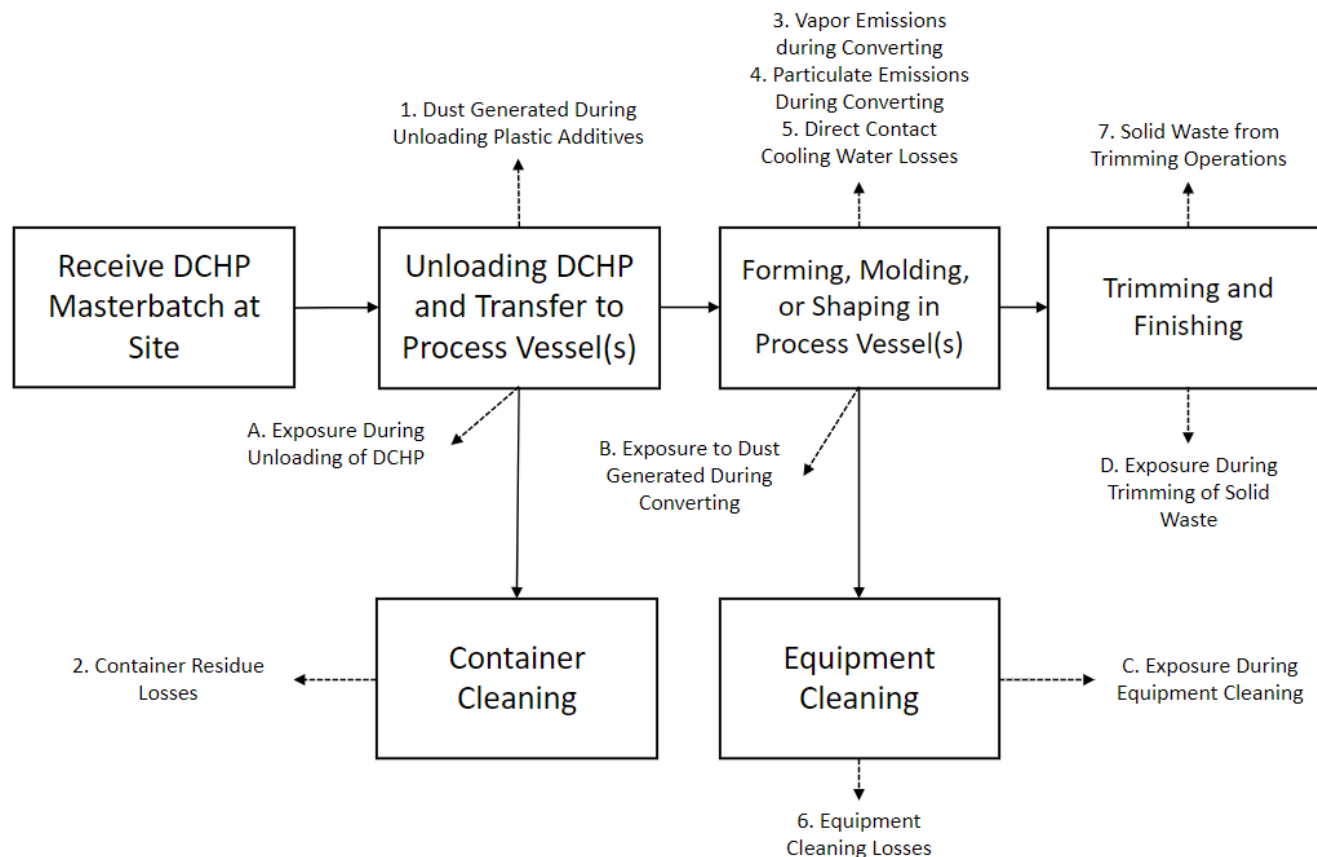 3. Vapor Emissions
during Converting
4. Particulate Emissions
During Converting
5. Direct Contact
Cooling Water Losses
1. Dust Generated During
Unloading Plastic Additives
7. Solid Waste from
Trimming Operations
Receive DCHP
Masterbatch at
Site
Unloading DCHP
and Transfer to
Process Vessel(s)
Forming, Molding,
or Shaping in
Process Vessel(s)
Trimming and
Finishing
A. Exposure During
Unloading of DCHP
B. Exposure to Dust
Generated During
Converting
D. Exposure During
Trimming of Solid
Waste
2. Container Residue
Losses
Container
Cleaning
Equipment
Cleaning
C. Exposure During
Equipment Cleaning
6. Equipment
Cleaning Losses